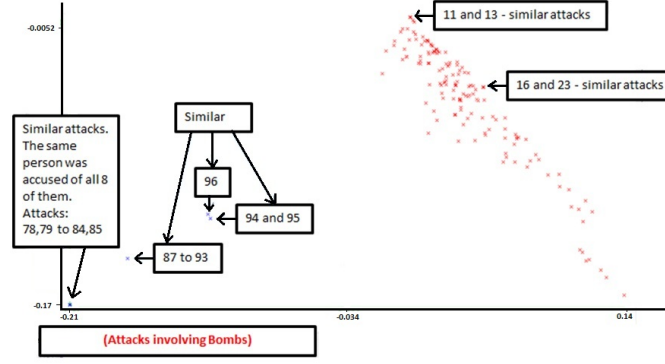 11 and 13 - similar attacks
-0.0052
16 and 23 - similar attacks
Similar
Similar attacks.
The same
person was
accused of all 8
of them.
Attacks:
78,79 to 84,85
96
94 and 95
87 to 93
-0.17
-0.21
-0.034
0.14
(Attacks involving Bombs)